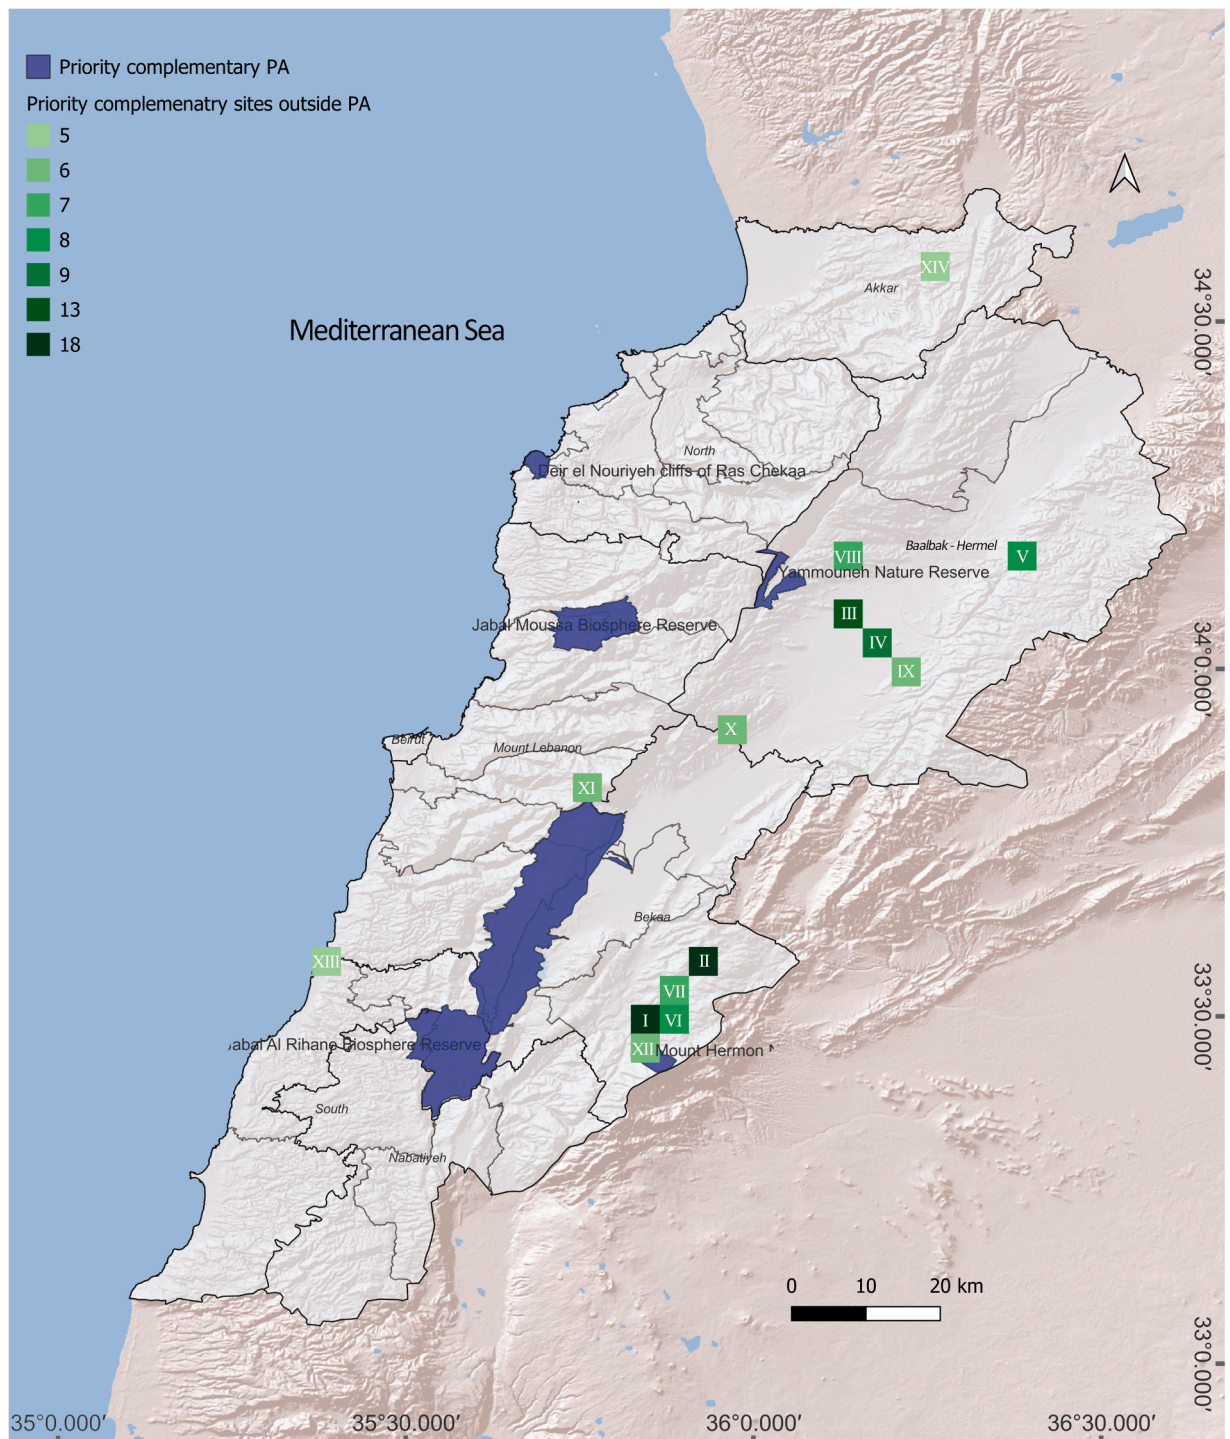 Priority complementary PA
Priority complemenatry sites outside PA
5
6
7
8
9
13
18
Mediterranean Sea
XIV
Akkar
34°30.000′
North
Deir el Nouriyeh cliffs of Ras Chekaa
VIII
Baalbak - Hermel
V
Yammouneh Nature Reserve
III
Jabal Moussa Biosphere Reserve
IV
IX
34°0.000′
X
Beirut
Mount Lebanon
XI
Bekaa
XIII
II
VII
I
VI
33°30.000′
Jabal Al Rihane Biosphere Reserve
XII
Mount Hermon
South
Nabatiyeh
0 10 20 km
33°0.000′
35°0.000′ 35°30.000′ 36°0.000′ 36°30.000′